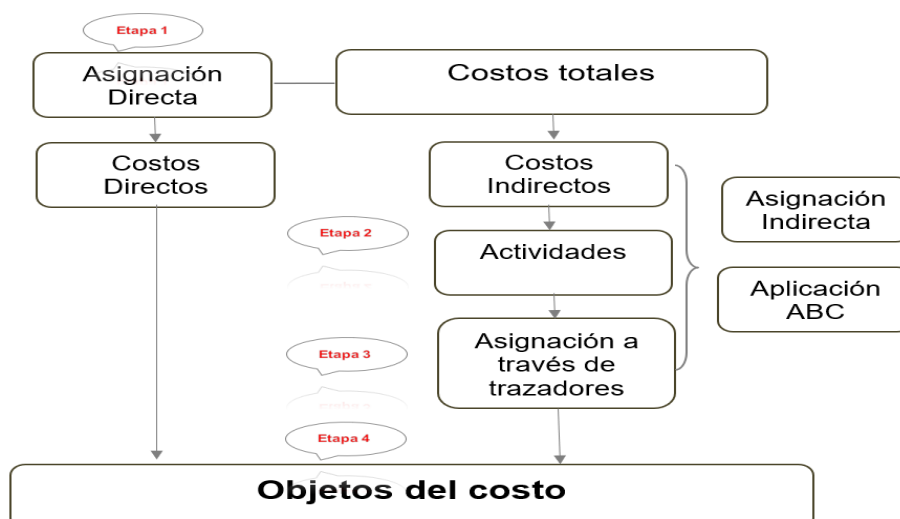 Etapa 1
Asignación
Directa
Costos totales
Costos
Directos
Costos
Indirectos
Asignación
Indirecta
Etapa 2
Actividades
Aplicación
ABC
Etapa 3
Asignación a
través de
trazadores
Etapa 4
Objetos del costo